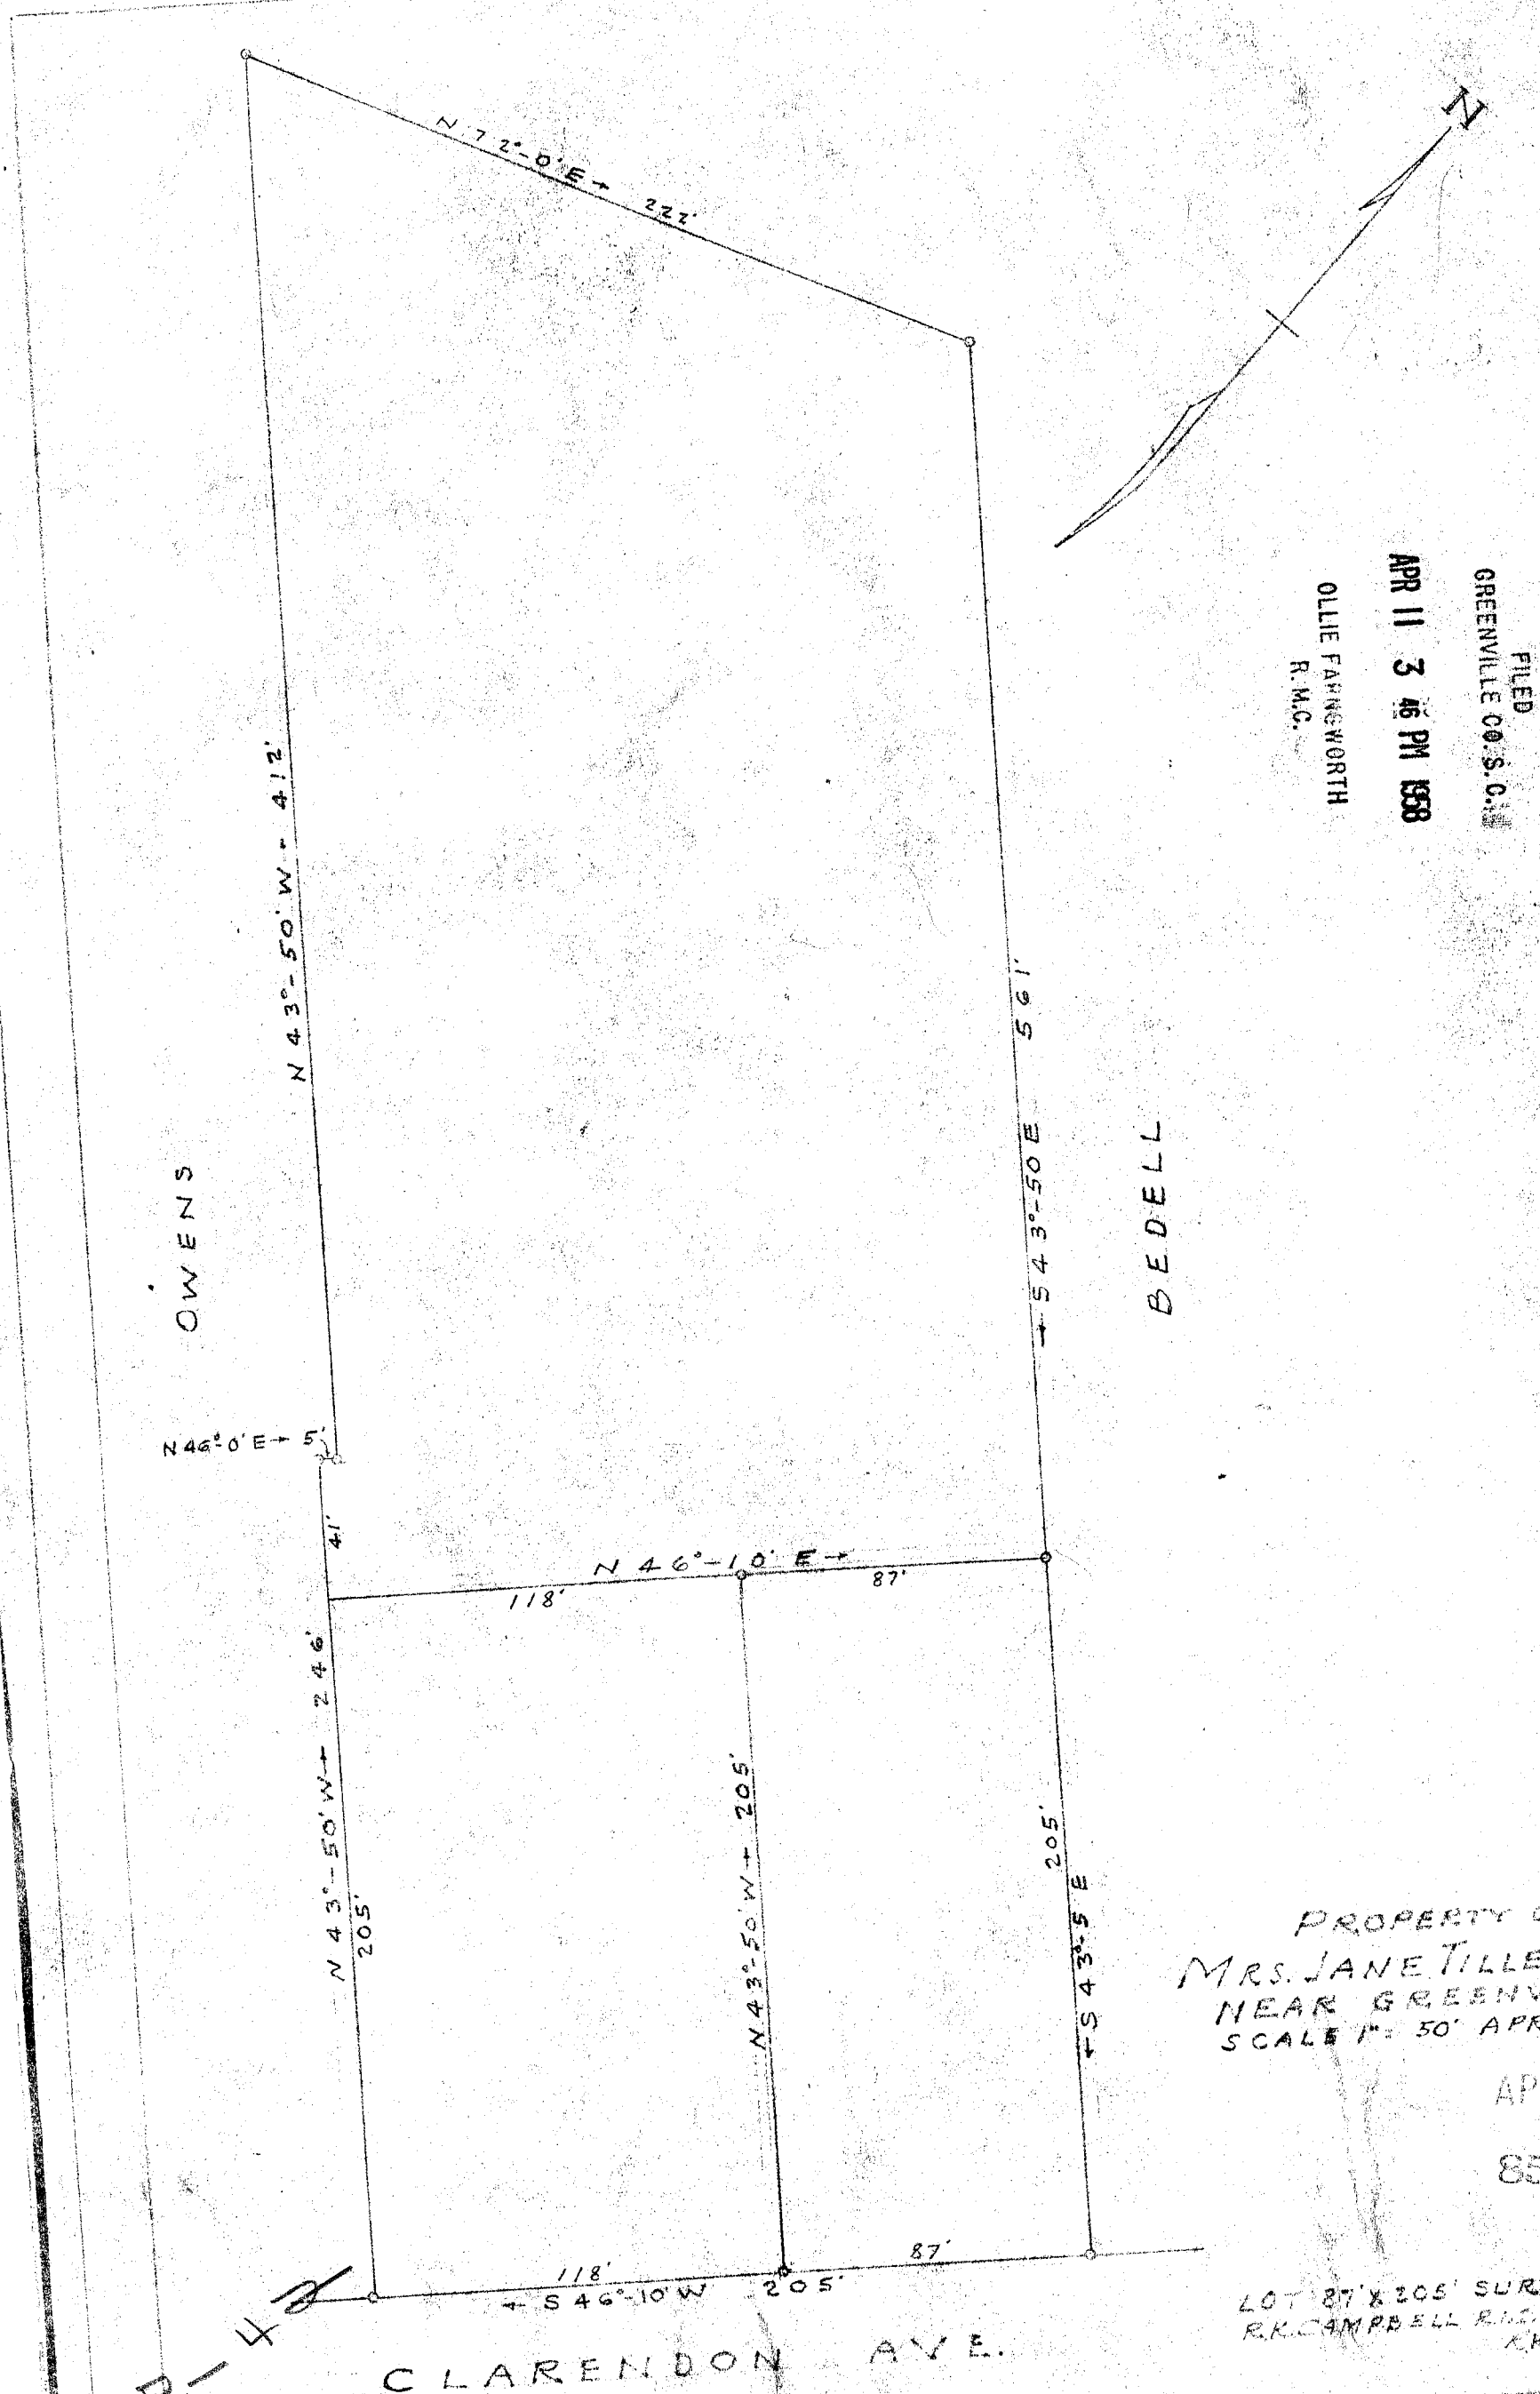 N
N 72°-0' E → 222'
FILED
GREENVILLE CO. S. C.
APR 11 3 46 PM 1958
OLLIE FARNSWORTH
R. M. C.
N 43°-50' W - 412'
561'
← S 43°-50 E
OWENS
BEDELL
N 46°-0' E → 5'
41'
N 46°-10' E →
118'
87'
N 43°-50' W → 246'
205'
N 43°-50' W → 205'
205'
← S 43°-5 E
PROPERTY
MRS. JANE TILLE
NEAR GREENV
SCALE 1" = 50' APR
AP
85
118'
87'
← S 46°-10' W 205'
LOT 87' X 205' SUR
R.K. CAMPBELL R.L.S.
CLARENDON AVE.